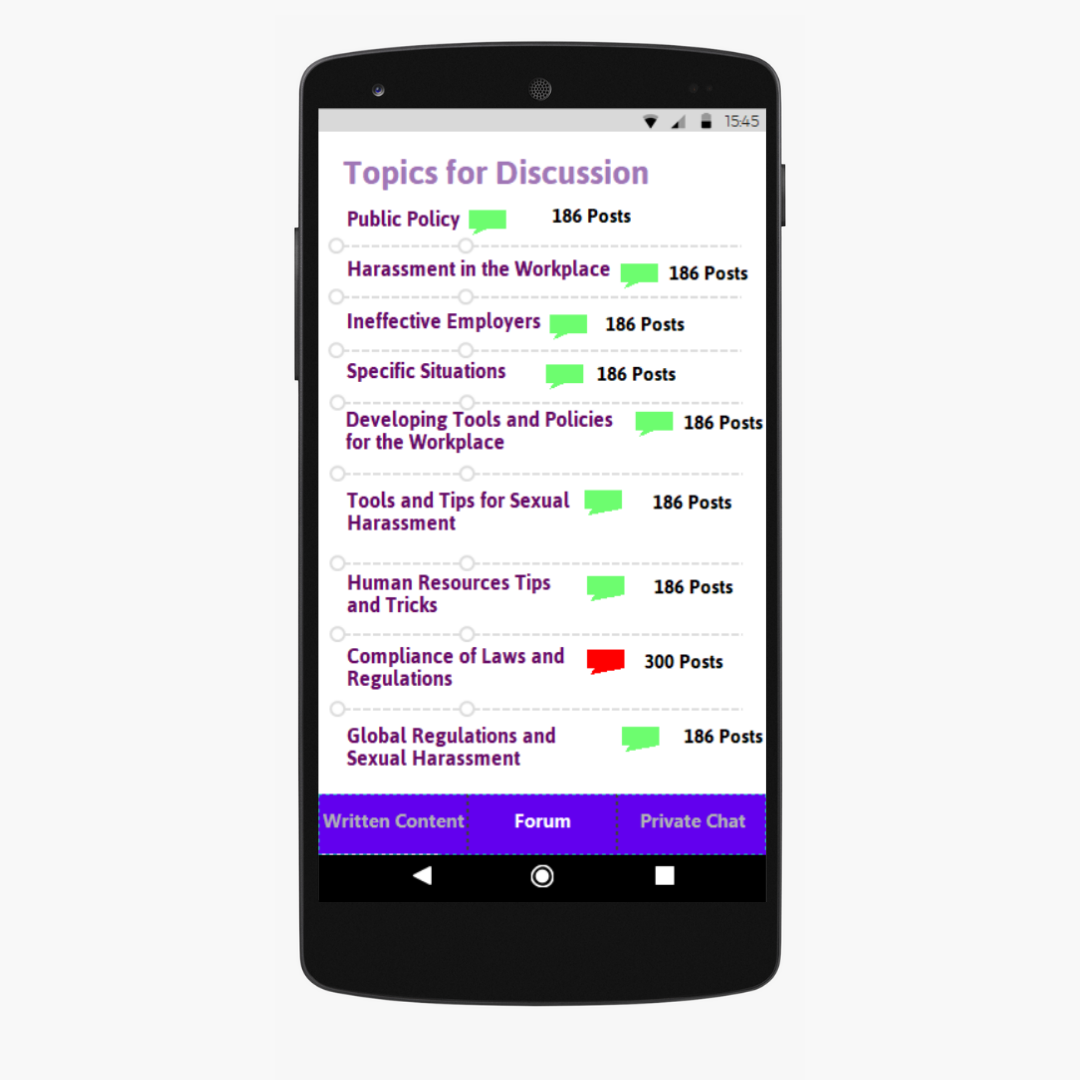 15:45
Topics for Discussion
Public Policy 186 Posts
Harassment in the Workplace 186 Posts
Ineffective Employers 186 Posts
Specific Situations 186 Posts
Developing Tools and Policies 186 Posts
for the Workplace
Tools and Tips for Sexual 186 Posts
Harassment
Human Resources Tips 186 Posts
and Tricks
Compliance of Laws and 300 Posts
Regulations
Global Regulations and 186 Posts
Sexual Harassment
Written Content Forum Private Chat